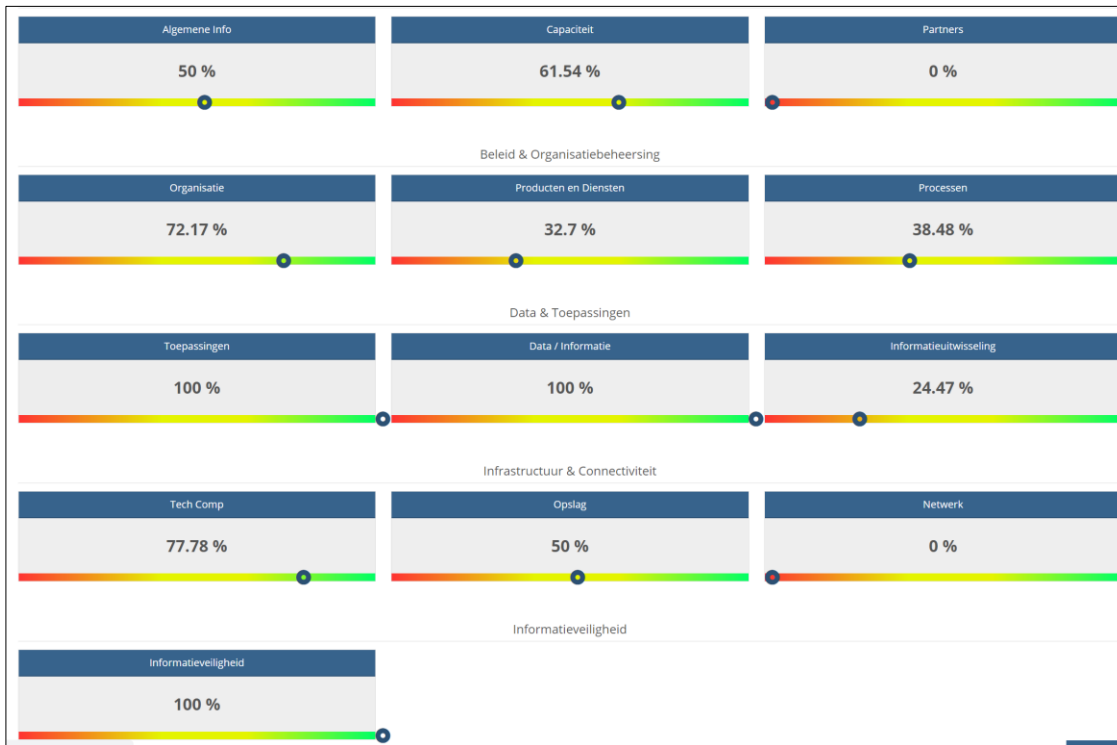 Algemene Info
Capaciteit
Partners
50 %
61.54 %
0 %
Beleid & Organisatiebeheersing
Organisatie
Producten en Diensten
Processen
72.17 %
32.7 %
38.48 %
Data & Toepassingen
Toepassingen
Data / Informatie
Informatieuitwisseling
100 %
100 %
24.47 %
Infrastructuur & Connectiviteit
Tech Comp
Opslag
Netwerk
77.78 %
50 %
0 %
Informatieveiligheid
Informatieveiligheid
100 %